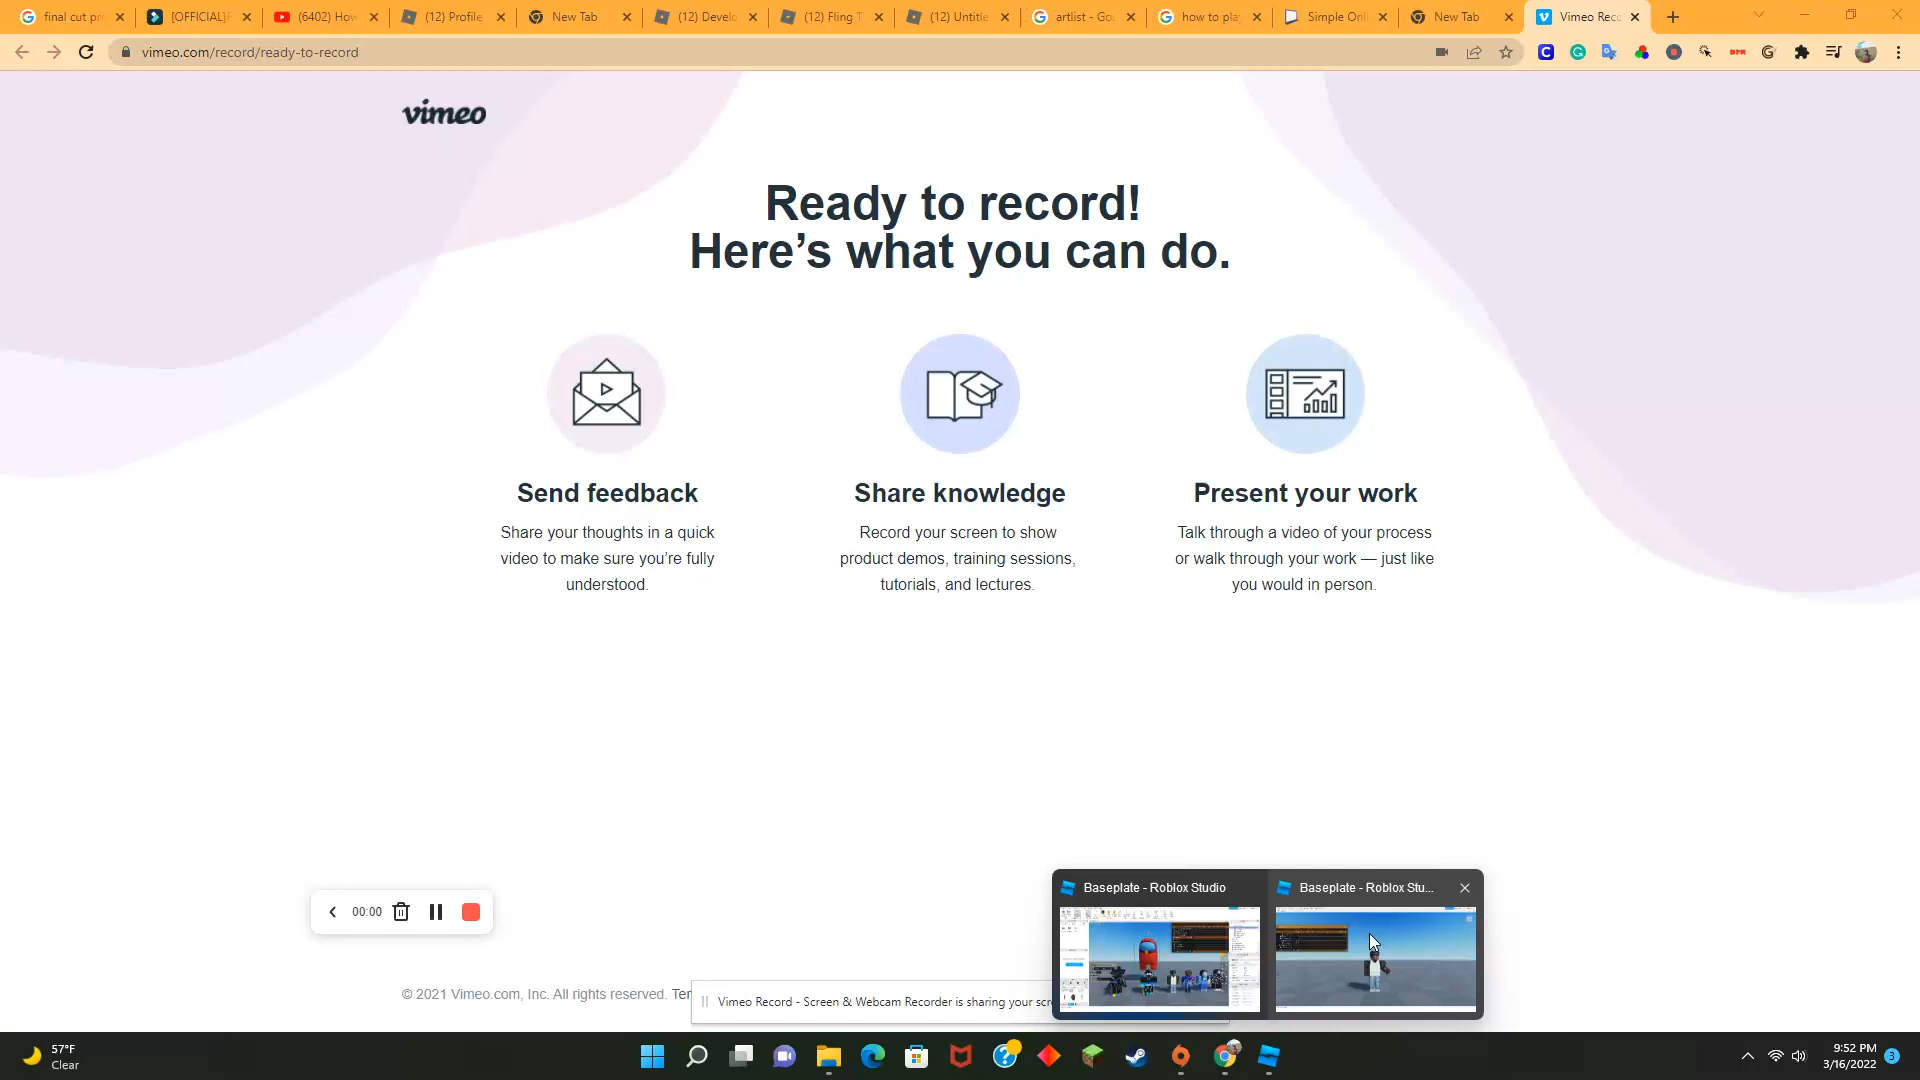 final cut pr
[OFFICIAL]F
(6402) How
(12) Profile
New Tab
(12) Develo
(12) Fling T
(12) Untitle
artlist - Goo
how to play
Simple Onli
New Tab
Vimeo Reco
vimeo.com/record/ready-to-record
vimeo
Ready to record!
Here’s what you can do.
Send feedback
Share your thoughts in a quick
video to make sure you’re fully
understood.
Share knowledge
Record your screen to show
product demos, training sessions,
tutorials, and lectures.
Present your work
Talk through a video of your process
or walk through your work — just like
you would in person.
00:00
Baseplate - Roblox Studio
Baseplate - Roblox Stu...
© 2021 Vimeo.com, Inc. All rights reserved. Ter
Vimeo Record - Screen & Webcam Recorder is sharing your scr
57°F
Clear
9:52 PM
3/16/2022
3